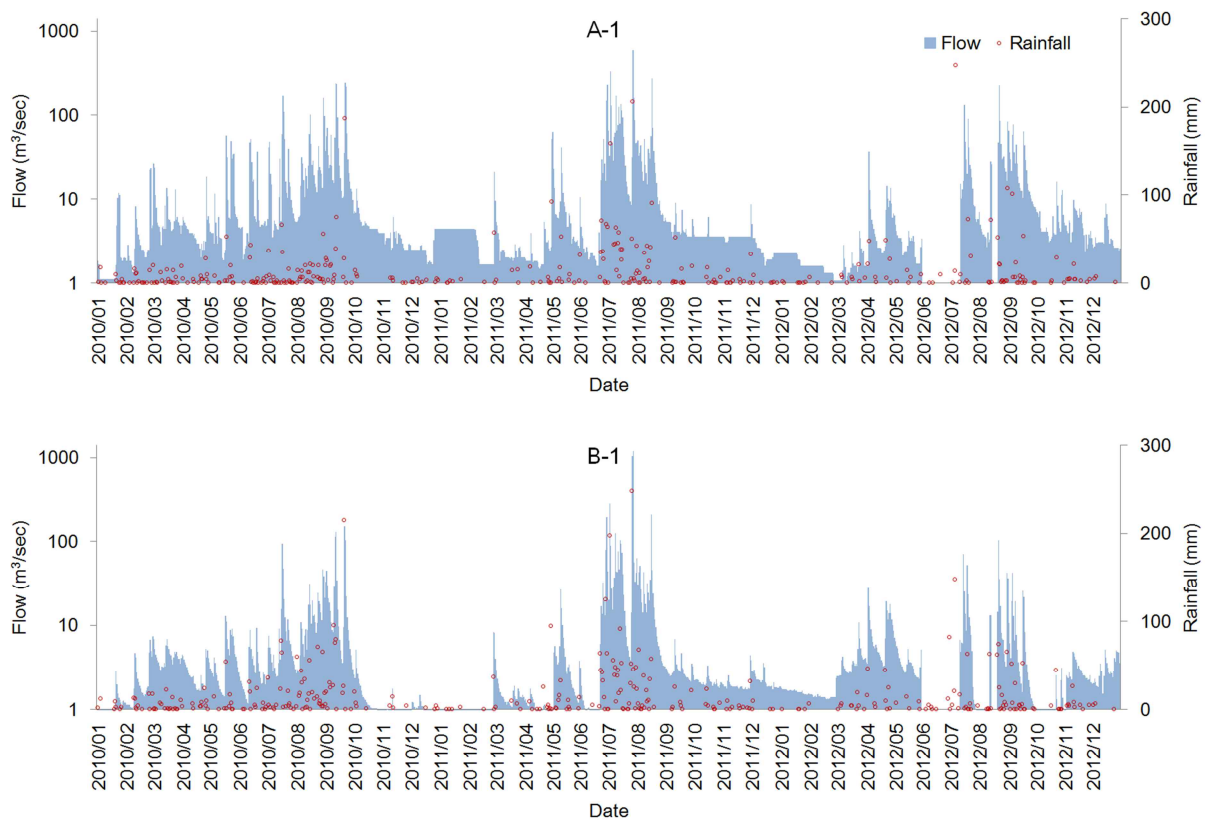 A-1
Flow Rainfall
Flow (m³/sec)
1000
100
10
1
300
200
100
0
Rainfall (mm)
2010/01 2010/02 2010/03 2010/04 2010/05 2010/06 2010/07 2010/08 2010/09 2010/10 2010/11 2010/12 2011/01 2011/02 2011/03 2011/04 2011/05 2011/06 2011/07 2011/08 2011/09 2011/10 2011/11 2011/12 2012/01 2012/02 2012/03 2012/04 2012/05 2012/06 2012/07 2012/08 2012/09 2012/10 2012/11 2012/12
Date
B-1
Flow (m³/sec)
1000
100
10
1
300
200
100
0
Rainfall (mm)
2010/01 2010/02 2010/03 2010/04 2010/05 2010/06 2010/07 2010/08 2010/09 2010/10 2010/11 2010/12 2011/01 2011/02 2011/03 2011/04 2011/05 2011/06 2011/07 2011/08 2011/09 2011/10 2011/11 2011/12 2012/01 2012/02 2012/03 2012/04 2012/05 2012/06 2012/07 2012/08 2012/09 2012/10 2012/11 2012/12
Date